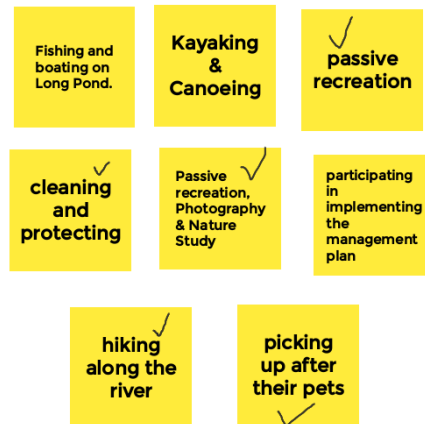 Fishing and
boating on
Long Pond.
Kayaking
&
Canoeing
passive
recreation
cleaning
and
protecting
Passive
recreation,
Photography
& Nature
Study
participating
in
implementing
the
management
plan
hiking
along the
river
picking
up after
their pets